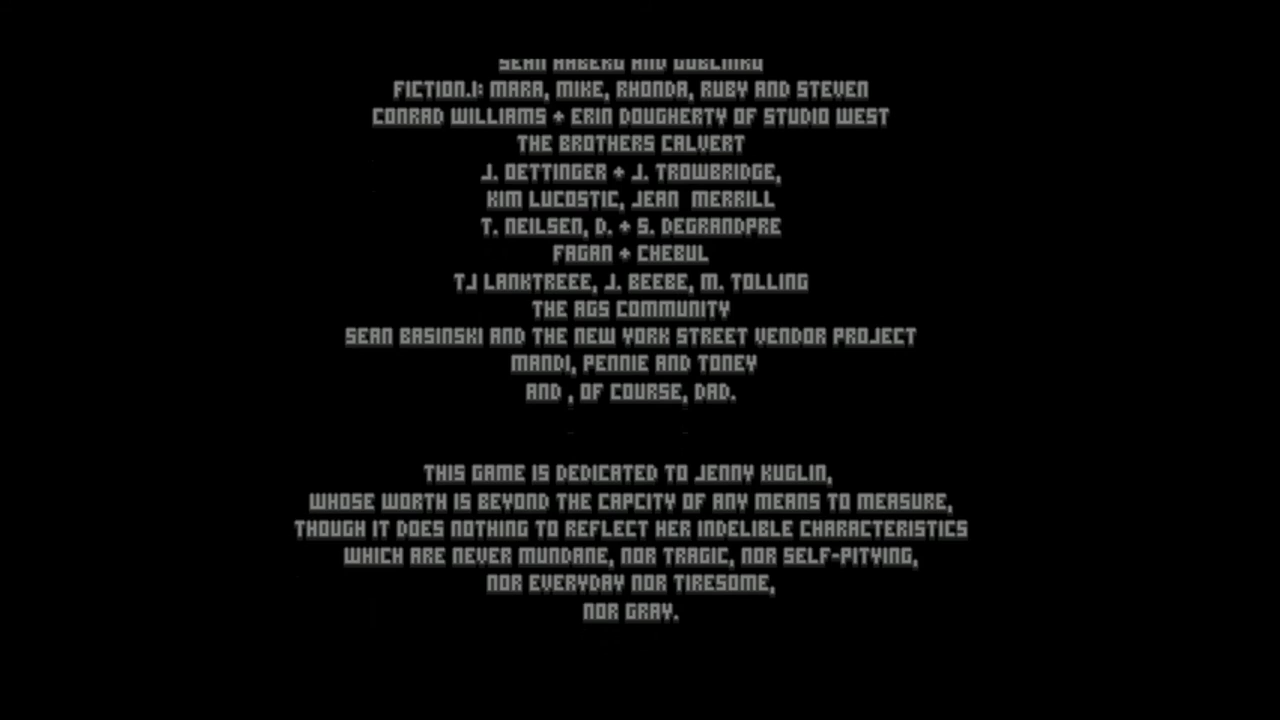 SEAN AND
FICTION.1: MARA, MIKE, RHONDA, RUBY AND STEVEN
CONRAD WILLIAMS + ERIN DOUGHERTY OF STUDIO WEST
THE BROTHERS CALVERT
J. OETTINGER + J. TROWBRIDGE,
KIM LUCOSTIC, JEAN MERRILL
T. NEILSEN, D. + S. DEGRANDPRE
FAGAN + CHEBUL
TJ LANKTREEE, J. BEEBE, M. TOLLING
THE AGS COMMUNITY
SEAN BASINSKI AND THE NEW YORK STREET VENDOR PROJECT
MANDI, PENNIE AND TONEY
AND , OF COURSE, DAD.
THIS GAME IS DEDICATED TO JENNY KUGLIN,
WHOSE WORTH IS BEYOND THE CAPCITY OF ANY MEANS TO MEASURE,
THOUGH IT DOES NOTHING TO REFLECT HER INDELIBLE CHARACTERISTICS
WHICH ARE NEVER MUNDANE, NOR TRAGIC, NOR SELF-PITYING,
NOR EVERYDAY NOR TIRESOME,
NOR GRAY.